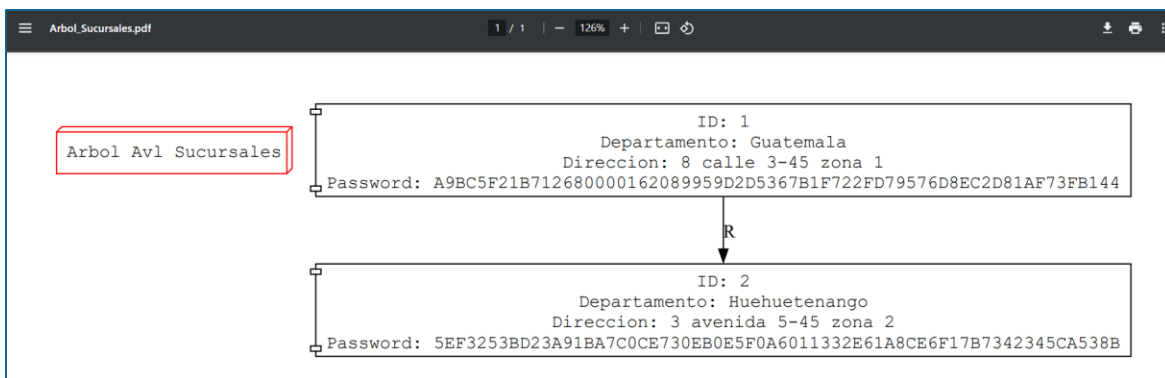 Arbol_Sucursales.pdf
1 / 1
126%
Arbol Avl Sucursales
ID: 1
Departamento: Guatemala
Direccion: 8 calle 3-45 zona 1
Password: A9BC5F21B712680000162089959D2D5367B1F722FD79576D8EC2D81AF73FB144
R
ID: 2
Departamento: Huehuetenango
Direccion: 3 avenida 5-45 zona 2
Password: 5EF3253BD23A91BA7C0CE730EB0E5F0A6011332E61A8CE6F17B7342345CA538B